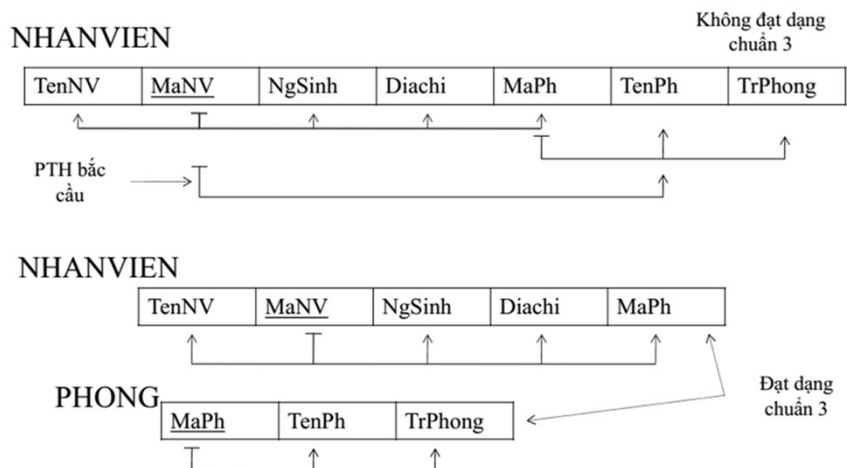 Không đạt dạng
chuẩn 3
NHANVIEN
TenNV MaNV NgSinh Diachi MaPh TenPh TrPhong
PTH bắc
cầu
NHANVIEN
TenNV MaNV NgSinh Diachi MaPh
Đạt dạng
chuẩn 3
PHONG
MaPh TenPh TrPhong